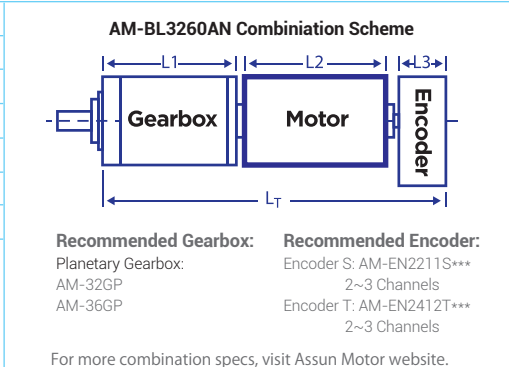 AM-BL3260AN Combiniation Scheme
L1 L2 L3
Gearbox Motor Encoder
LT
Recommended Gearbox: Recommended Encoder:
Planetary Gearbox: Encoder S: AM-EN2211S***
AM-32GP 2~3 Channels
AM-36GP Encoder T: AM-EN2412T***
2~3 Channels
For more combination specs, visit Assun Motor website.